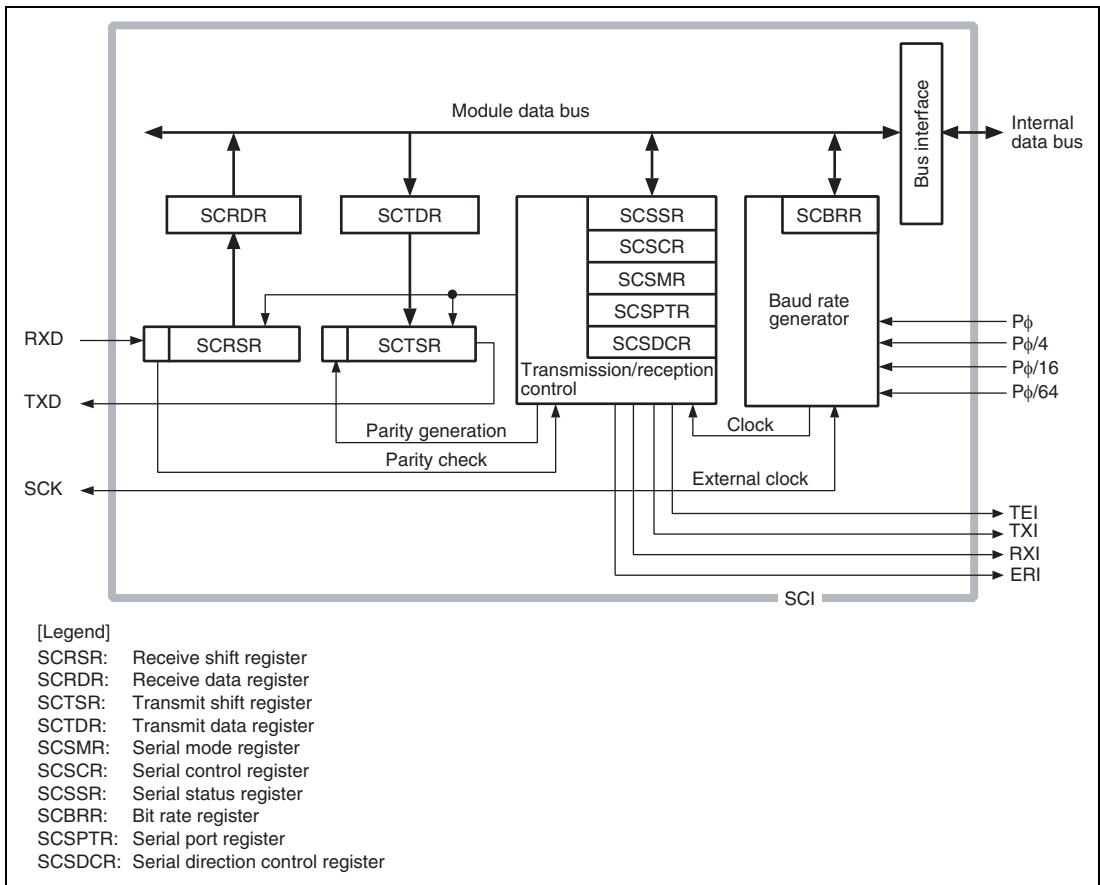 Module data bus
Bus interface
Internal
data bus
SCRDR
SCTDR
SCSSR
SCBRR
SCSCR
SCSMR
SCSPTR
SCSDCR
Baud rate
generator
RXD
SCRSR
SCTSR
Transmission/reception
control
Pϕ
Pϕ/4
Pϕ/16
Pϕ/64
TXD
Parity generation
Clock
Parity check
SCK
External clock
TEI
TXI
RXI
ERI
SCI
[Legend]
SCRSR: Receive shift register
SCRDR: Receive data register
SCTSR: Transmit shift register
SCTDR: Transmit data register
SCSMR: Serial mode register
SCSCR: Serial control register
SCSSR: Serial status register
SCBRR: Bit rate register
SCSPTR: Serial port register
SCSDCR: Serial direction control register